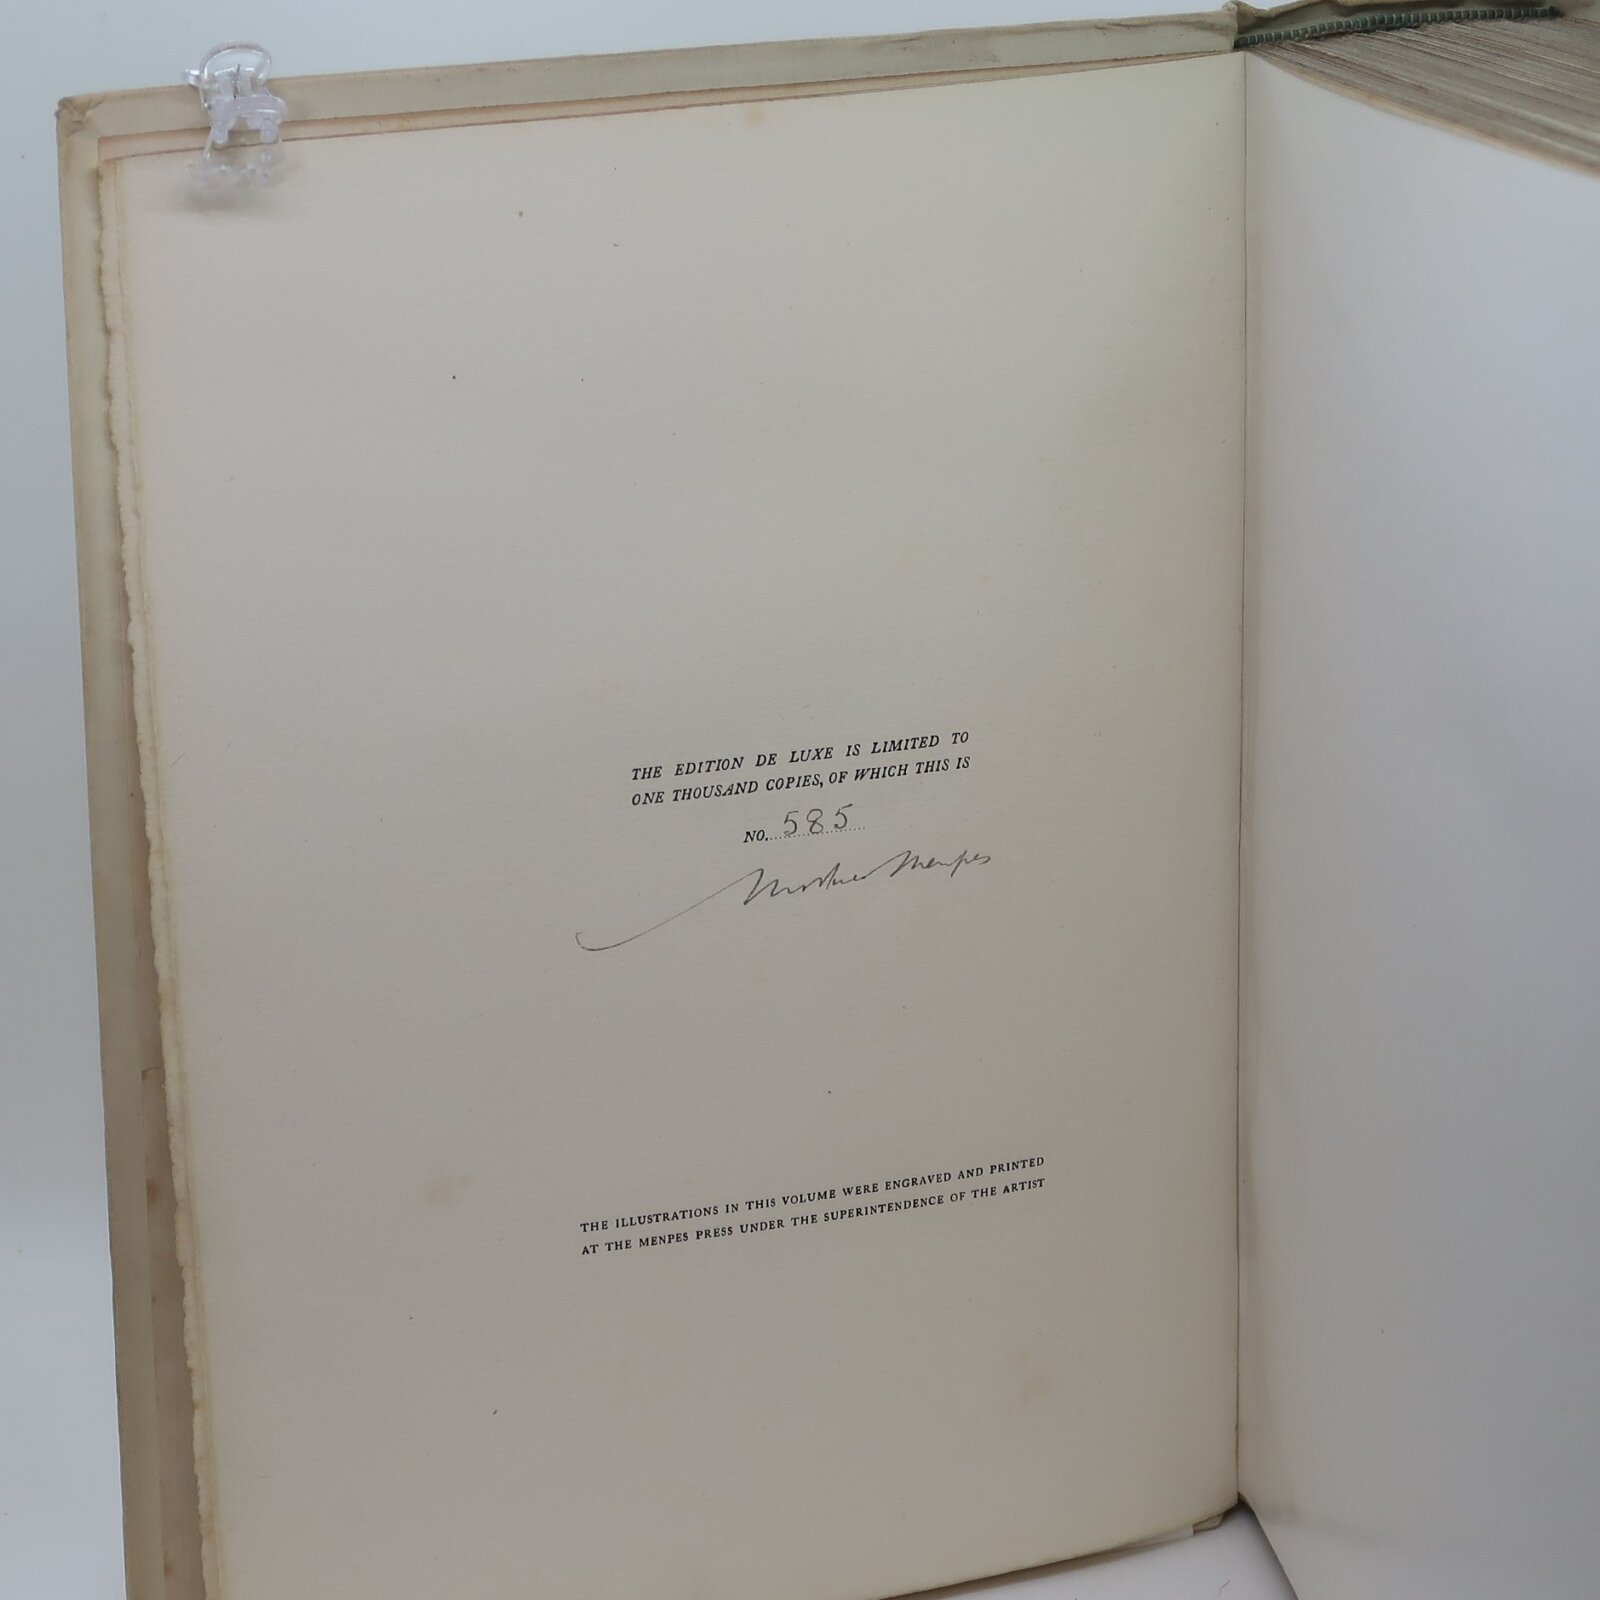 THE EDITION DE LUXE IS LIMITED TO
ONE THOUSAND COPIES, OF WHICH THIS IS
NO. 585
Mortimer Menpes
THE ILLUSTRATIONS IN THIS VOLUME WERE ENGRAVED AND PRINTED
AT THE MENPES PRESS UNDER THE SUPERINTENDENCE OF THE ARTIST